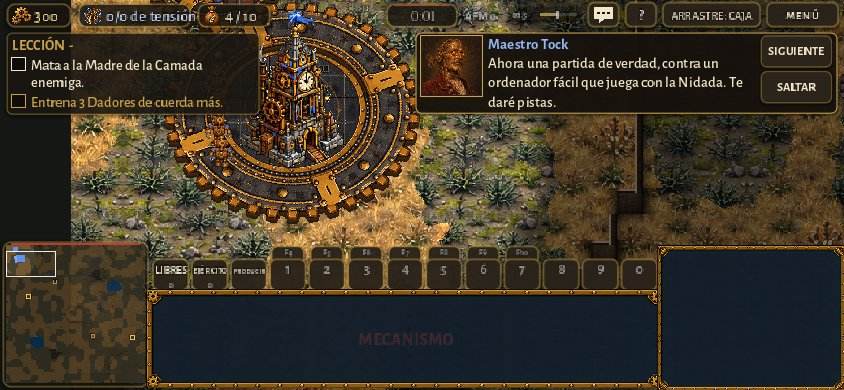 300
0/0 de tensión
4/10
0:01
?
ARRASTRE: CAJA
MENÚ
LECCIÓN -
Mata a la Madre de la Camada
enemiga.
Entrena 3 Dadores de cuerda más.
Maestro Tock
Ahora una partida de verdad, contra un
ordenador fácil que juega con la Nidada. Te
daré pistas.
SIGUIENTE
SALTAR
LIBRES
EJÉRCITO
1
2
3
4
5
6
7
8
9
0
MECANISMO